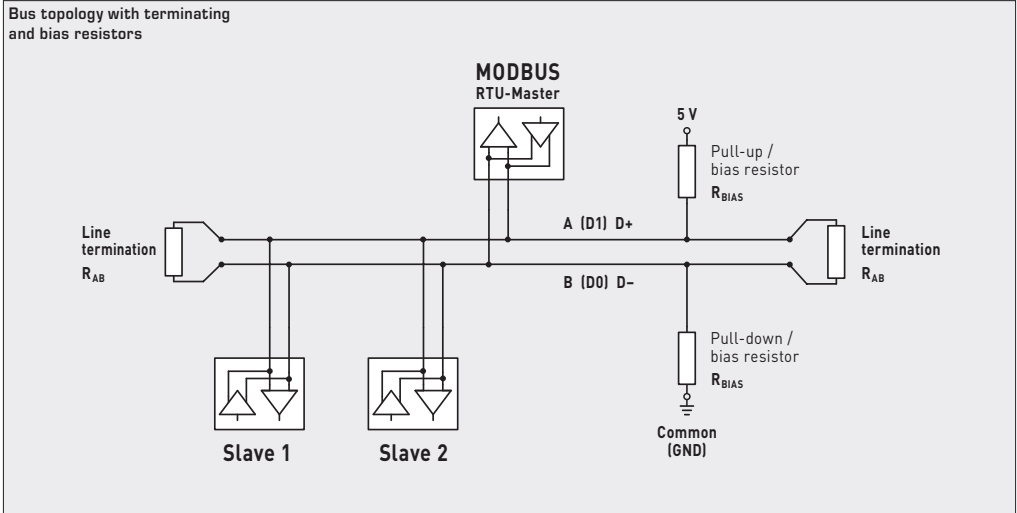 Bus topology with terminating
and bias resistors
MODBUS
RTU-Master
5 V
Pull-up /
bias resistor
RBIAS
A (D1) D+
Line
termination
RAB
Line
termination
RAB
B (D0) D–
Pull-down /
bias resistor
RBIAS
Common
(GND)
Slave 1
Slave 2